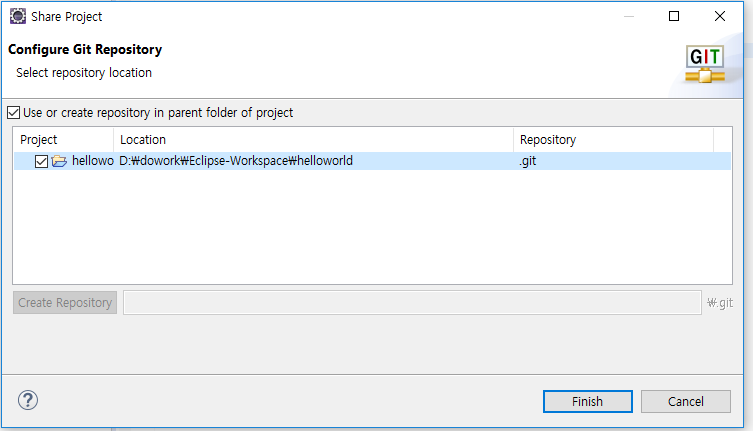 Share Project
Configure Git Repository
Select repository location
GIT
Use or create repository in parent folder of project
Project Location Repository
hellowo D:₩dowork₩Eclipse-Workspace₩helloworld .git
Create Repository ₩.git
? Finish Cancel